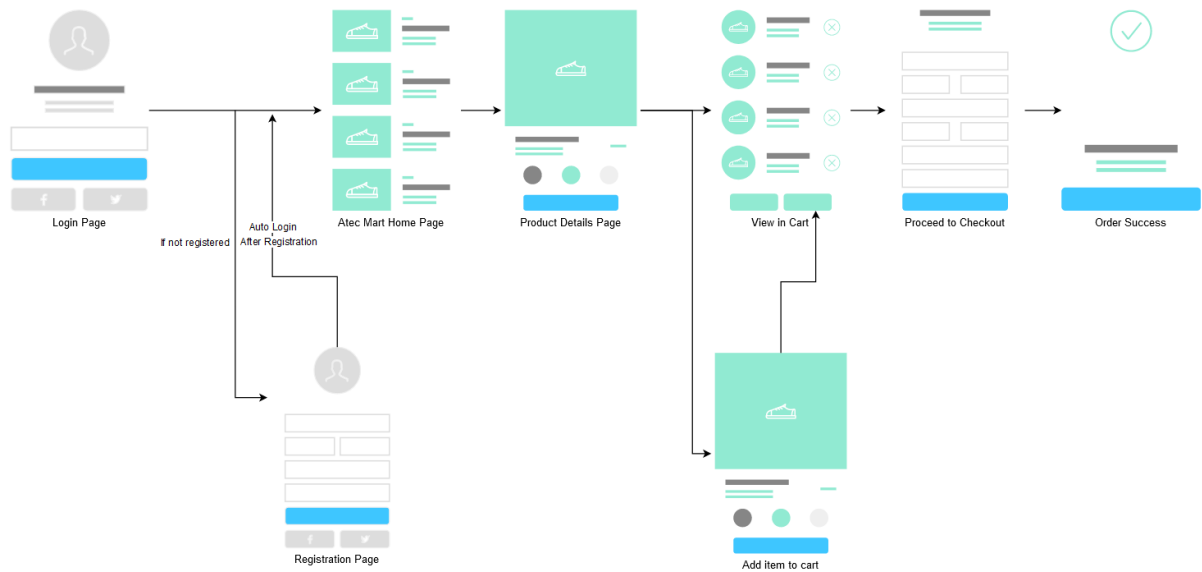 Login Page
Atec Mart Home Page
Product Details Page
View in Cart
Proceed to Checkout
Order Success
If not registered
Auto Login
After Registration
Registration Page
Add item to cart